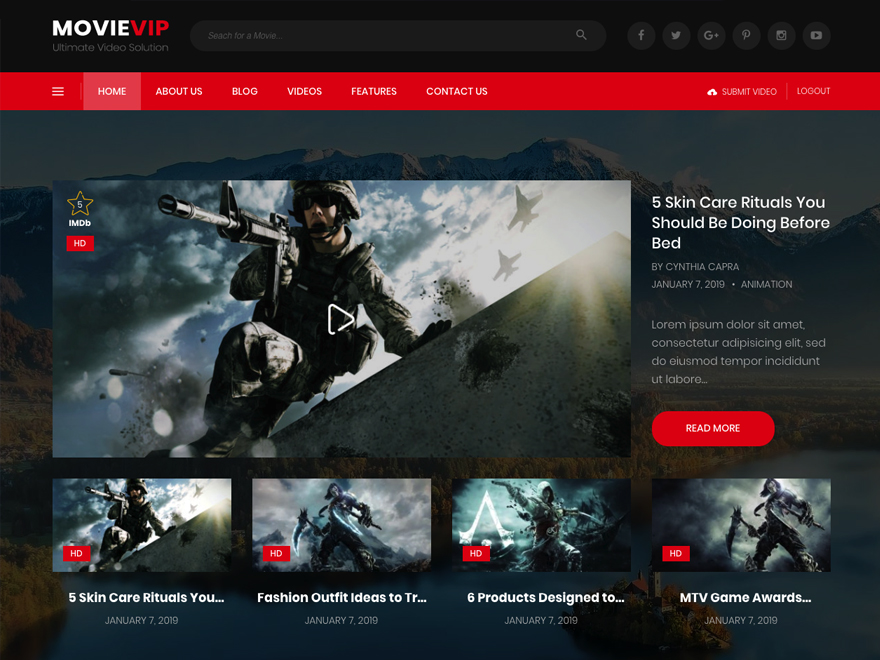 MOVIEVIP
Ultimate Video Solution
Seach for a Movie...
HOME
ABOUT US
BLOG
VIDEOS
FEATURES
CONTACT US
SUBMIT VIDEO
LOGOUT
5
IMDb
HD
5 Skin Care Rituals You
Should Be Doing Before
Bed
BY CYNTHIA CAPRA
JANUARY 7, 2019 • ANIMATION
Lorem ipsum dolor sit amet,
consectetur adipisicing elit, sed
do eiusmod tempor incididunt
ut labore...
READ MORE
HD
HD
HD
HD
5 Skin Care Rituals You...
Fashion Outfit Ideas to Tr...
6 Products Designed to...
MTV Game Awards...
JANUARY 7, 2019
JANUARY 7, 2019
JANUARY 7, 2019
JANUARY 7, 2019